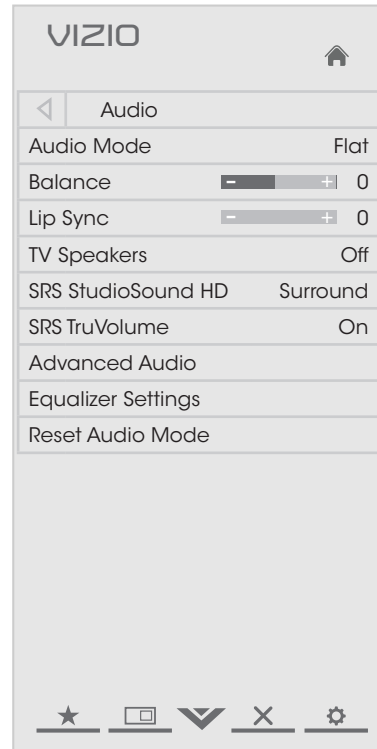 VIZIO
Audio
Audio Mode Flat
Balance - + 0
Lip Sync - + 0
TV Speakers Off
SRS StudioSound HD Surround
SRS TruVolume On
Advanced Audio
Equalizer Settings
Reset Audio Mode